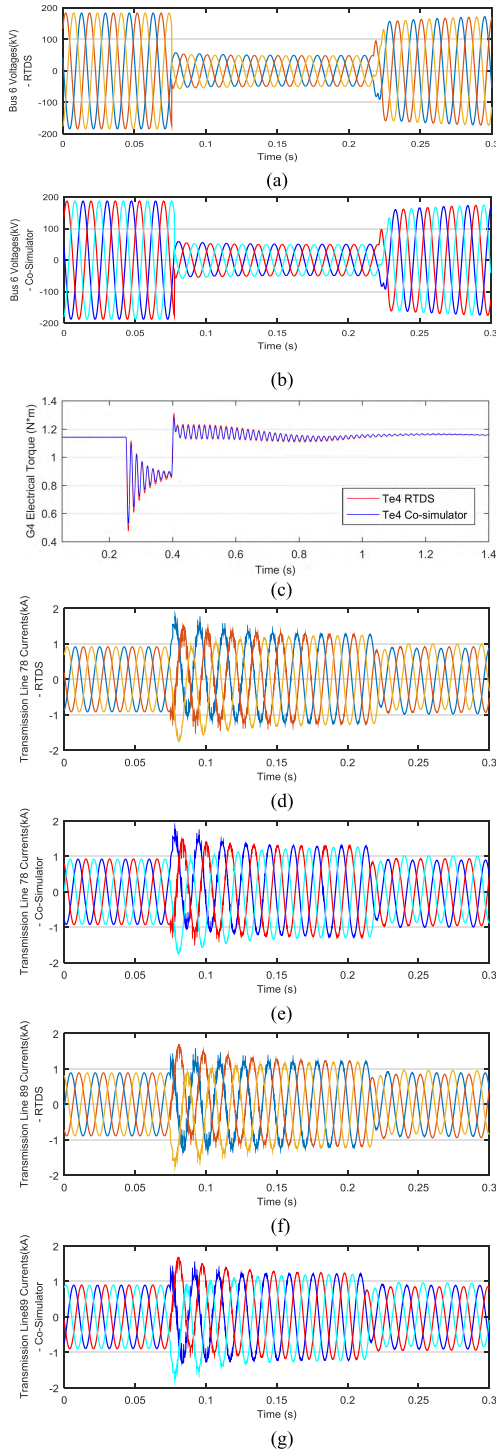 200
100
0
-100
-200
Bus 6 Voltages(kV)
- RTDS
0 0.05 0.1 0.15 0.2 0.25 0.3
Time (s)
(a)
200
100
0
-100
-200
Bus 6 Voltages(kV)
- Co-Simulator
0 0.05 0.1 0.15 0.2 0.25 0.3
Time (s)
(b)
1.4
1.2
1
0.8
0.6
0.4
G4 Electrical Torque (N*m)
Te4 RTDS
Te4 Co-simulator
0.2 0.4 0.6 0.8 1 1.2 1.4
Time (s)
(c)
2
1
0
-1
-2
Transmission Line 78 Currents(kA)
- RTDS
0 0.05 0.1 0.15 0.2 0.25 0.3
Time (s)
(d)
2
1
0
-1
-2
Transmission Line 78 Currents(kA)
- Co-Simulator
0 0.05 0.1 0.15 0.2 0.25 0.3
Time (s)
(e)
2
1
0
-1
-2
Transmission Line 89 Currents(kA)
- RTDS
0 0.05 0.1 0.15 0.2 0.25 0.3
Time (s)
(f)
2
1
0
-1
-2
Transmission Line89 Currents(kA)
- Co-Simulator
0 0.05 0.1 0.15 0.2 0.25 0.3
Time (s)
(g)